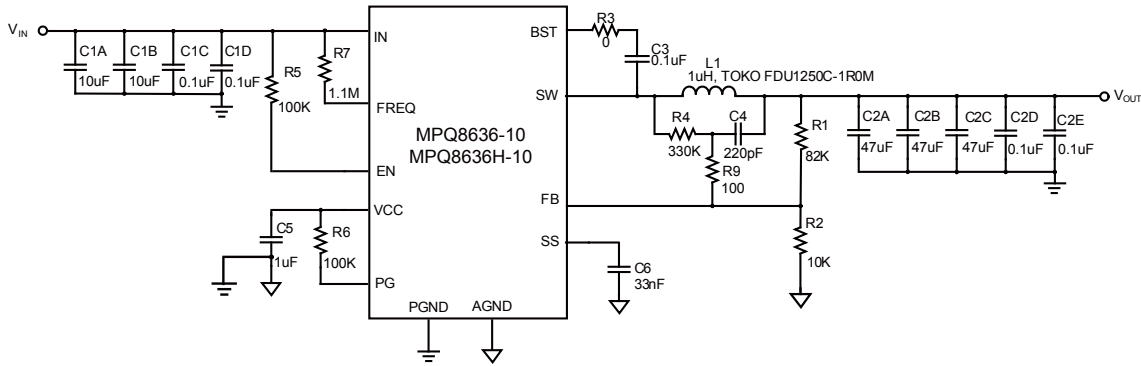 V_IN
C1A
10uF
C1B
10uF
C1C
0.1uF
C1D
0.1uF
R5
100K
R7
1.1M
IN
FREQ
EN
VCC
PG
C5
1uF
R6
100K
MPQ8636-10
MPQ8636H-10
PGND
AGND
BST
SW
FB
SS
R3
0
C3
0.1uF
L1
1uH, TOKO FDU1250C-1R0M
R4
330K
C4
220pF
R9
100
R1
82K
R2
10K
C6
33nF
C2A
47uF
C2B
47uF
C2C
47uF
C2D
0.1uF
C2E
0.1uF
V_OUT